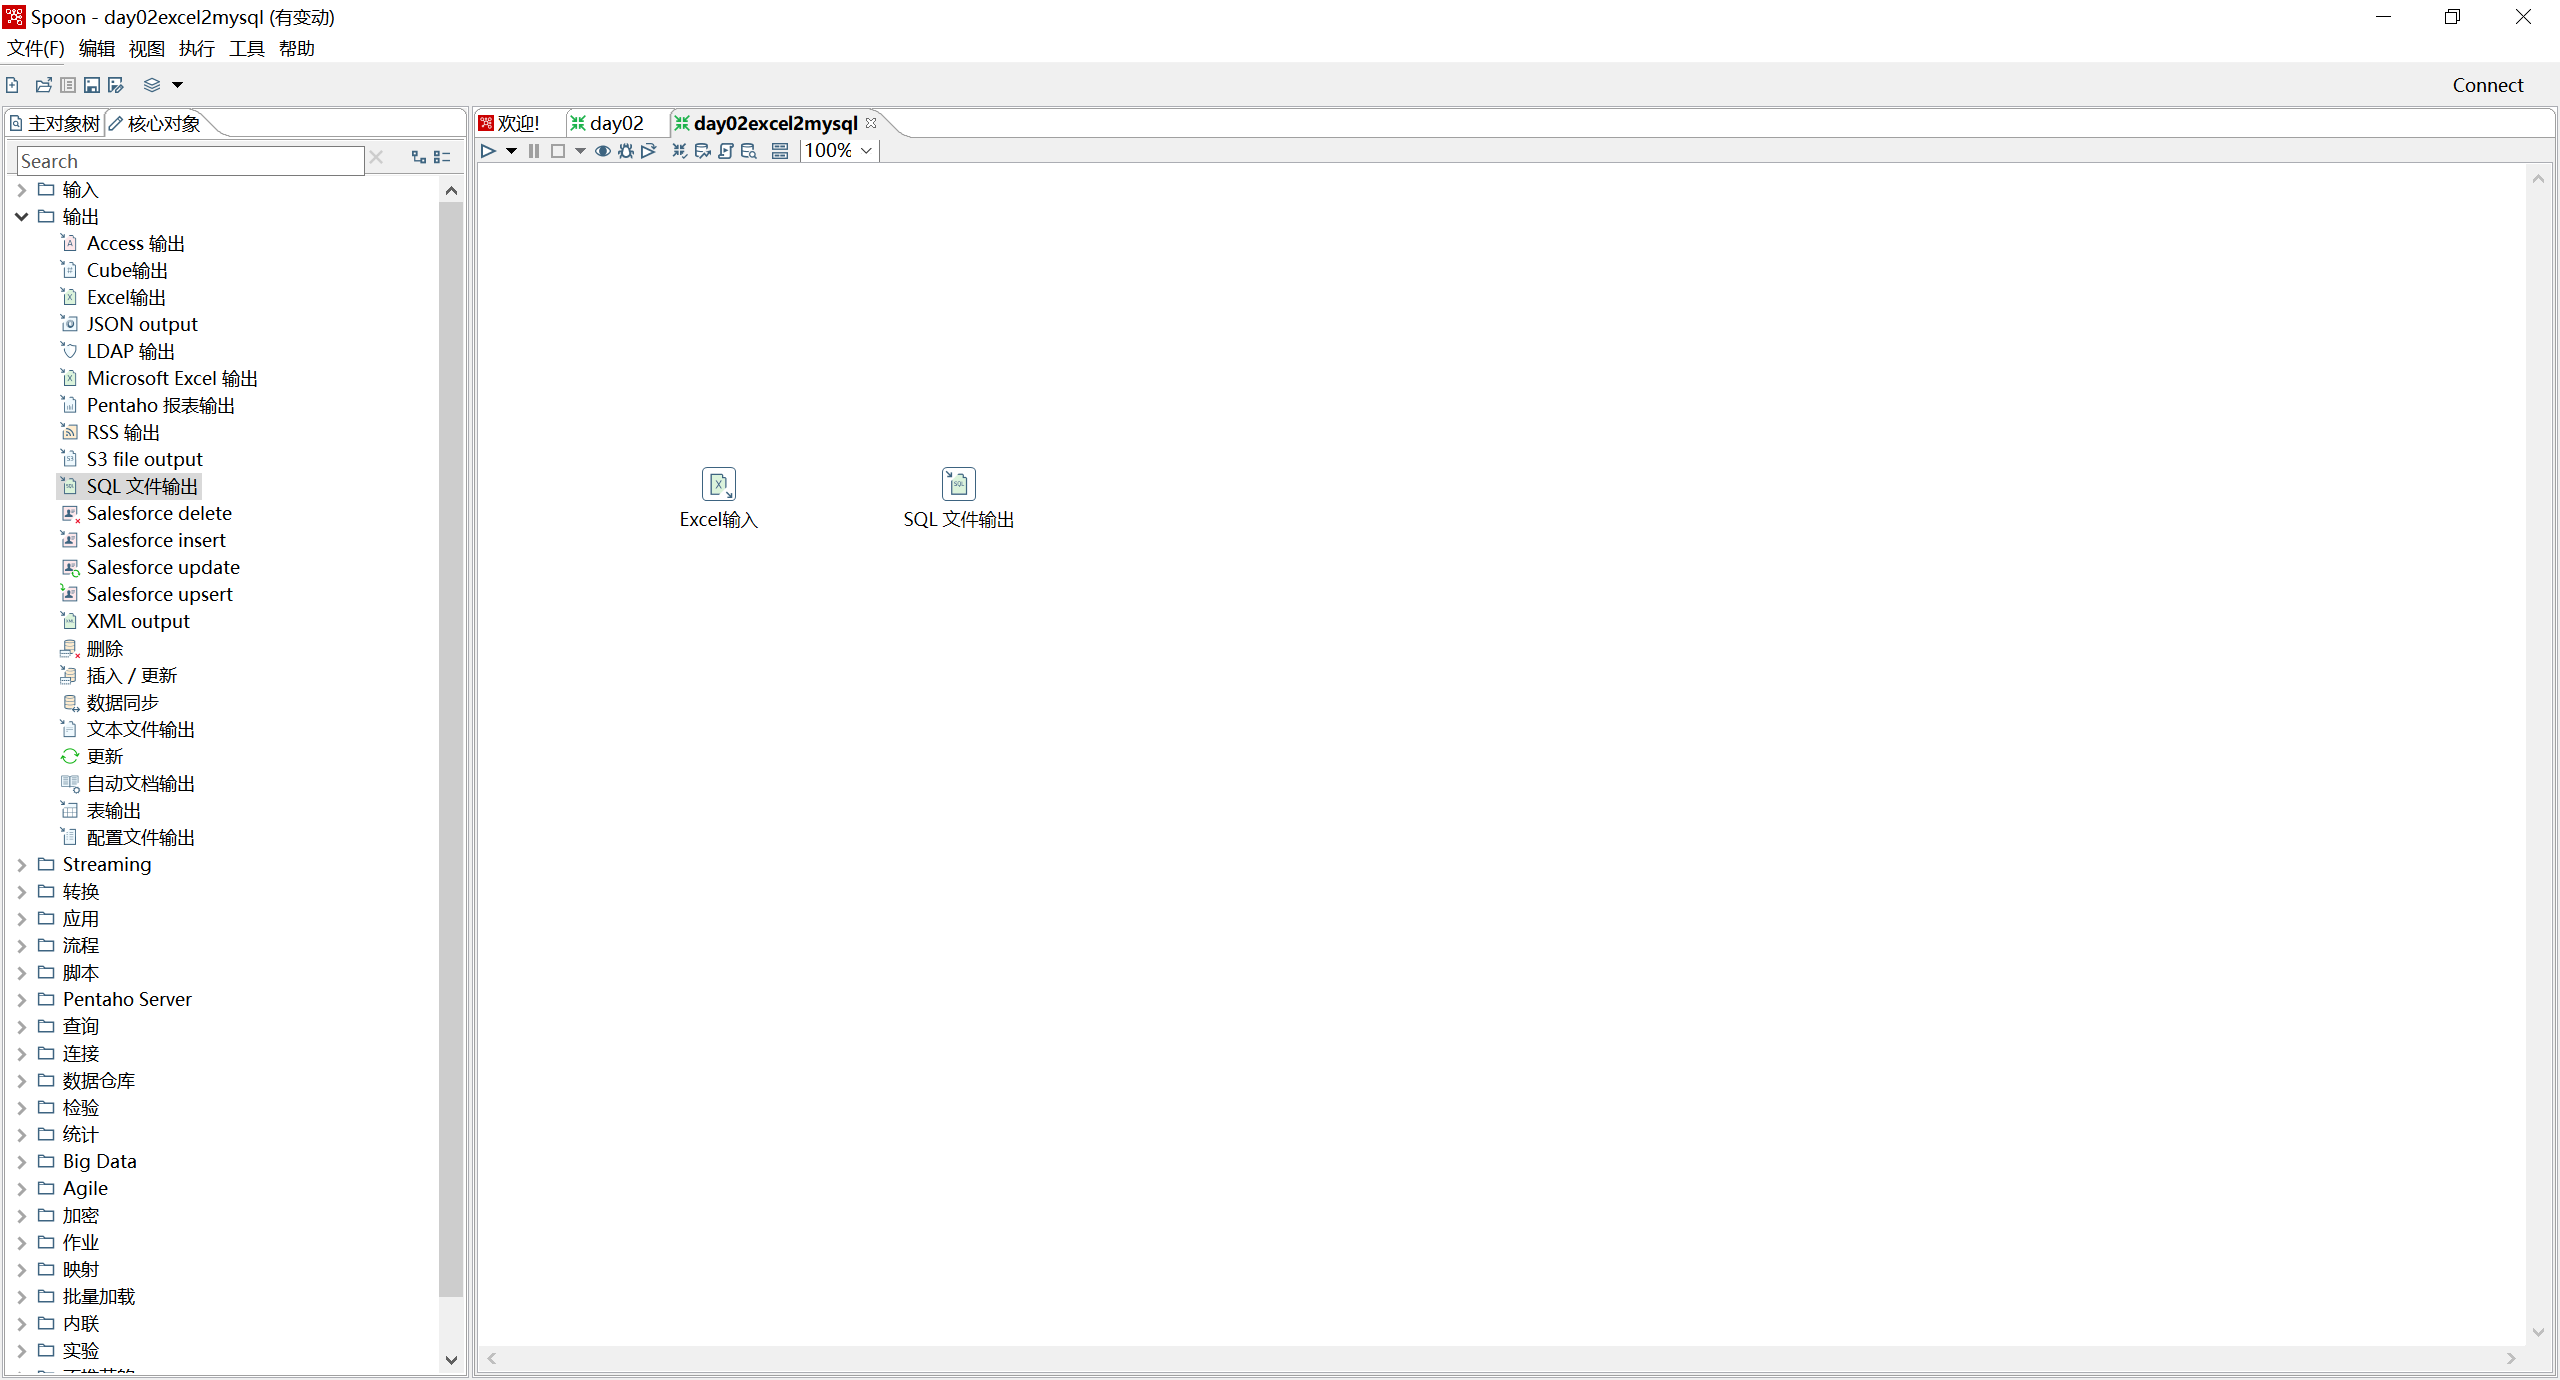 Spoon - day02excel2mysql (有变动)
文件(F) 编辑 视图 执行 工具 帮助
Connect
主对象树 核心对象
欢迎! day02 day02excel2mysql
Search
100%
输入
输出
Access 输出
Cube输出
Excel输出
JSON output
LDAP 输出
Microsoft Excel 输出
Pentaho 报表输出
RSS 输出
S3 file output
SQL 文件输出
Salesforce delete
Salesforce insert
Salesforce update
Salesforce upsert
XML output
删除
插入 / 更新
数据同步
文本文件输出
更新
自动文档输出
表输出
配置文件输出
Streaming
转换
应用
流程
脚本
Pentaho Server
查询
连接
数据仓库
检验
统计
Big Data
Agile
加密
作业
映射
批量加载
内联
实验
Excel输入
SQL 文件输出